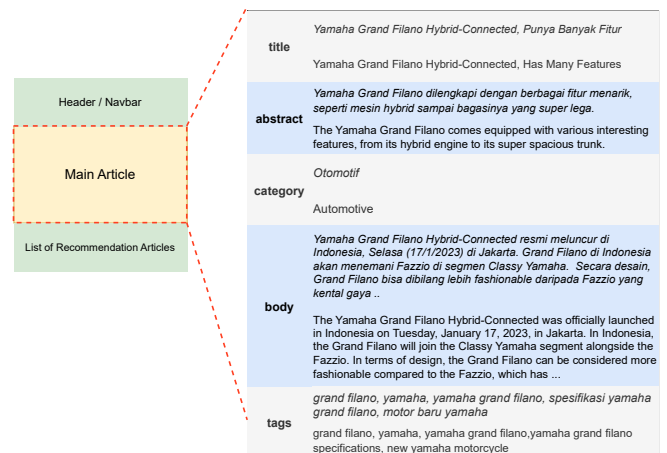 Header / Navbar
Main Article
List of Recommendation Articles
title
Yamaha Grand Filano Hybrid-Connected, Punya Banyak Fitur
Yamaha Grand Filano Hybrid-Connected, Has Many Features
abstract
Yamaha Grand Filano dilengkapi dengan berbagai fitur menarik,
seperti mesin hybrid sampai bagasinya yang super lega.
The Yamaha Grand Filano comes equipped with various interesting
features, from its hybrid engine to its super spacious trunk.
category
Otomotif
Automotive
body
Yamaha Grand Filano Hybrid-Connected resmi meluncur di
Indonesia, Selasa (17/1/2023) di Jakarta. Grand Filano di Indonesia
akan menemani Fazzio di segmen Classy Yamaha. Secara desain,
Grand Filano bisa dibilang lebih fashionable daripada Fazzio yang
kental gaya ..
The Yamaha Grand Filano Hybrid-Connected was officially launched
in Indonesia on Tuesday, January 17, 2023, in Jakarta. In Indonesia,
the Grand Filano will join the Classy Yamaha segment alongside the
Fazzio. In terms of design, the Grand Filano can be considered more
fashionable compared to the Fazzio, which has ...
tags
grand filano, yamaha, yamaha grand filano, spesifikasi yamaha
grand filano, motor baru yamaha
grand filano, yamaha, yamaha grand filano,yamaha grand filano
specifications, new yamaha motorcycle